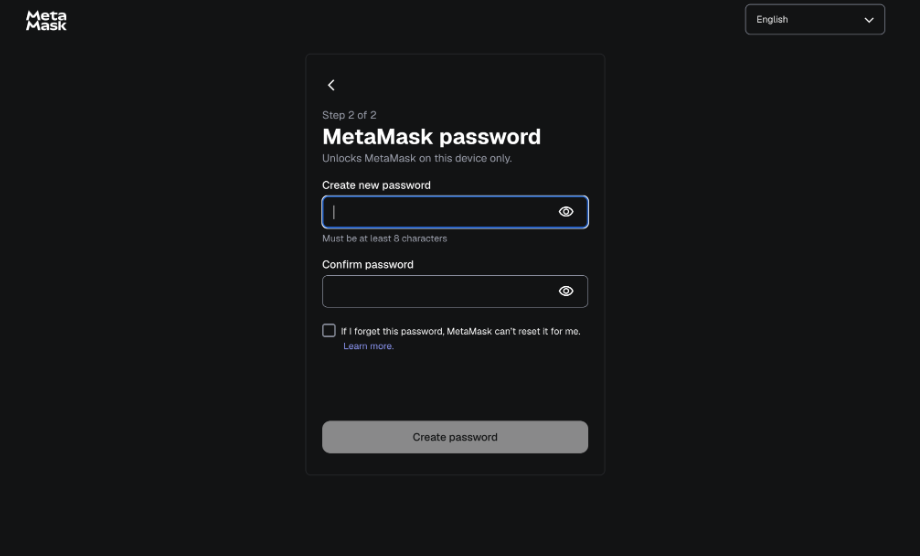 Meta
Mask
English
Step 2 of 2
MetaMask password
Unlocks MetaMask on this device only.
Create new password
Must be at least 8 characters
Confirm password
If I forget this password, MetaMask can't reset it for me.
Learn more.
Create password